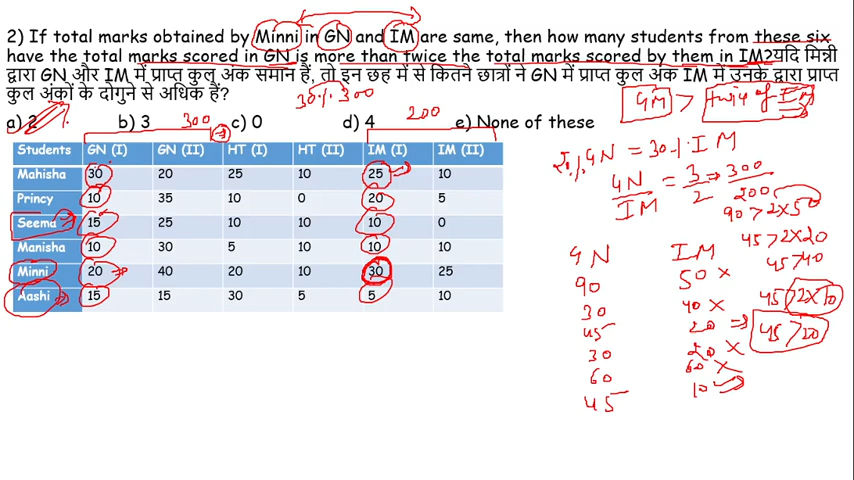 2) If total marks obtained by Minni in GN and IM are same, then how many students from these six
have the total marks scored in GN is more than twice the total marks scored by them in IM?यदि मिन्नी
द्वारा GN और IM में प्राप्त कुल अंक समान हैं, तो इन छह में से कितने छात्रों ने GN में प्राप्त कुल अंक IM में उनके द्वारा प्राप्त
कुल अंकों के दोगुने से अधिक हैं?
30% 300
GM > twice of IM
a) 2 b) 3 c) 0 d) 4 e) None of these
300 200
Students GN (I) GN (II) HT (I) HT (II) IM (I) IM (II)
Mahisha 30 20 25 10 25 10
Princy 10 35 10 0 20 5
Seema 15 25 10 10 10 0
Manisha 10 30 5 10 10 10
Minni 20 40 20 10 30 25
Aashi 15 15 30 5 5 10
20% GN = 30% IM
GN/IM = 3/2 → 300/200
90 > 2×50
45 > 2×20
45 > 40
45 > 2×10
45 > 20
GN IM
90 50 ×
30 40 ×
45 20
30 20 ×
60 60 ×
45 10